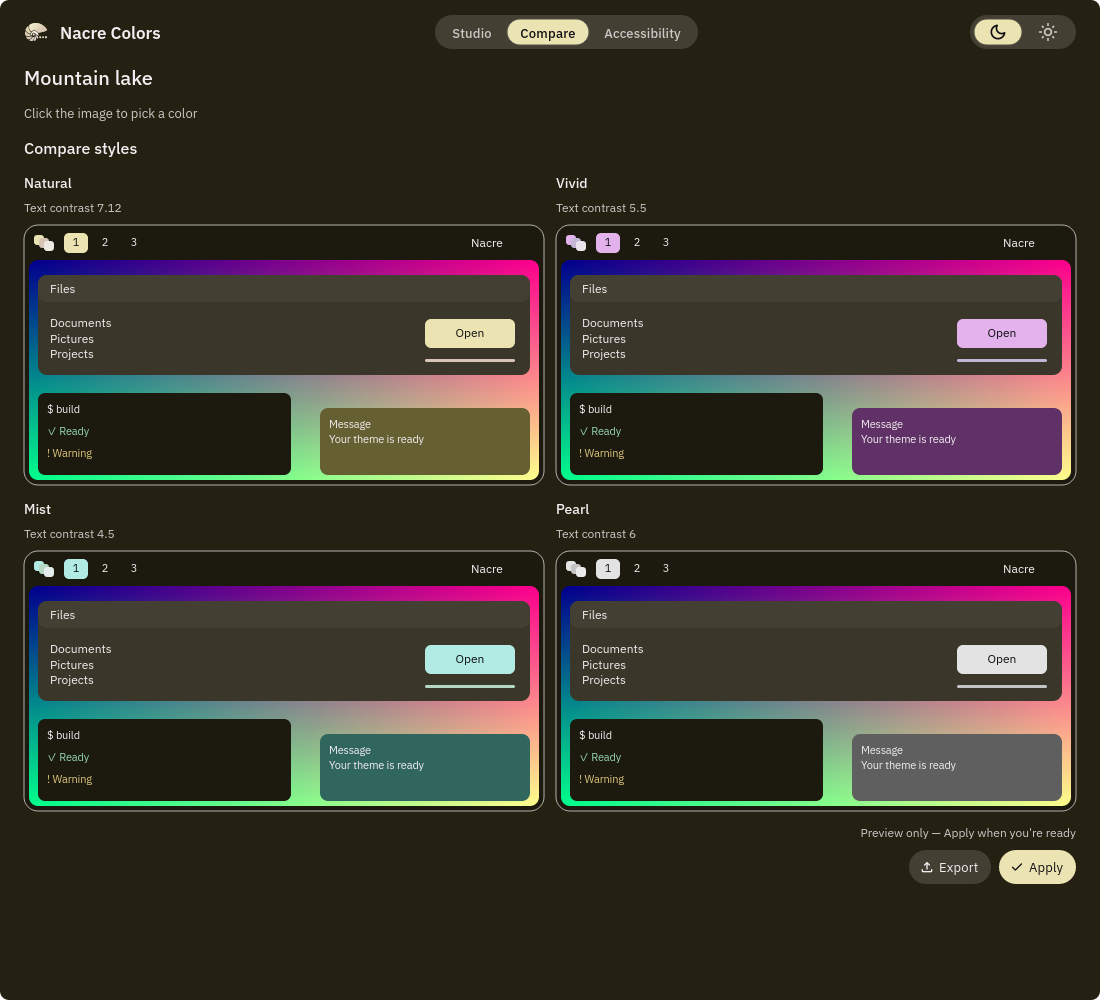 Nacre Colors
Studio
Compare
Accessibility
Mountain lake
Click the image to pick a color
Compare styles
Natural
Text contrast 7.12
1 2 3 Nacre
Files
Documents
Pictures
Projects
Open
$ build
✓ Ready
! Warning
Message
Your theme is ready
Vivid
Text contrast 5.5
1 2 3 Nacre
Files
Documents
Pictures
Projects
Open
$ build
✓ Ready
! Warning
Message
Your theme is ready
Mist
Text contrast 4.5
1 2 3 Nacre
Files
Documents
Pictures
Projects
Open
$ build
✓ Ready
! Warning
Message
Your theme is ready
Pearl
Text contrast 6
1 2 3 Nacre
Files
Documents
Pictures
Projects
Open
$ build
✓ Ready
! Warning
Message
Your theme is ready
Preview only — Apply when you're ready
Export
Apply